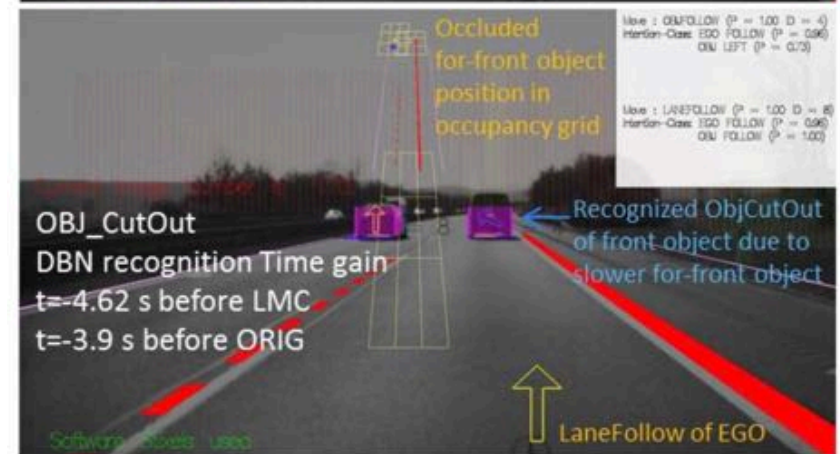 Occluded
for-front object
position in
occupancy grid
Move : OBJFOLLOW (P = 1.00 D = 4)
Intention-Class: EGO FOLLOW (P = 0.96)
OBJ LEFT (P = 0.73)
Move : LANEFOLLOW (P = 1.00 D = 8)
Intention-Class: EGO FOLLOW (P = 0.96)
OBJ FOLLOW (P = 1.00)
OBJ_CutOut
DBN recognition Time gain
t=-4.62 s before LMC
t=-3.9 s before ORIG
Recognized ObjCutOut
of front object due to
slower for-front object
LaneFollow of EGO
Software used